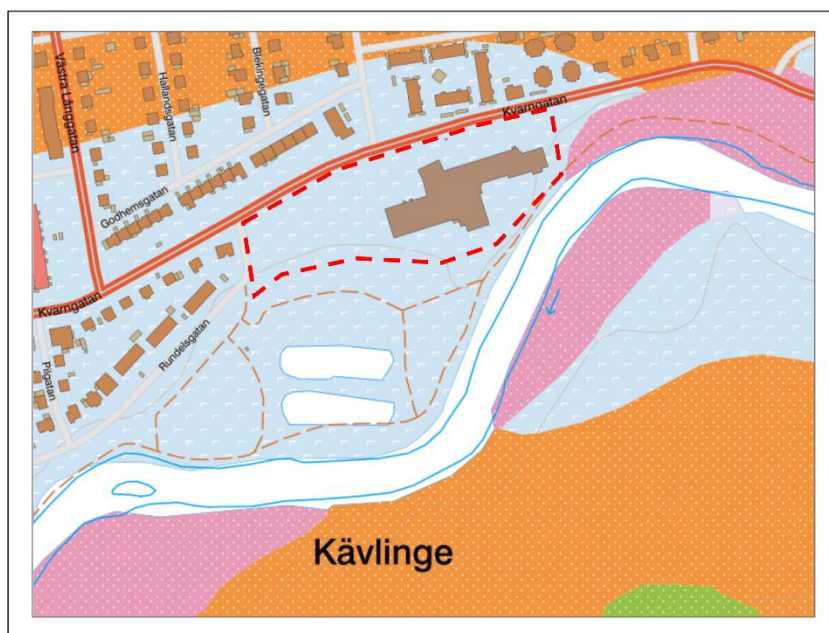 Västra Långgatan
Hallandsgatan
Blekingegatan
Kvarngatan
Godhemsgatan
Kvarngatan
Rundelsgatan
Pilgatan
Kävlinge